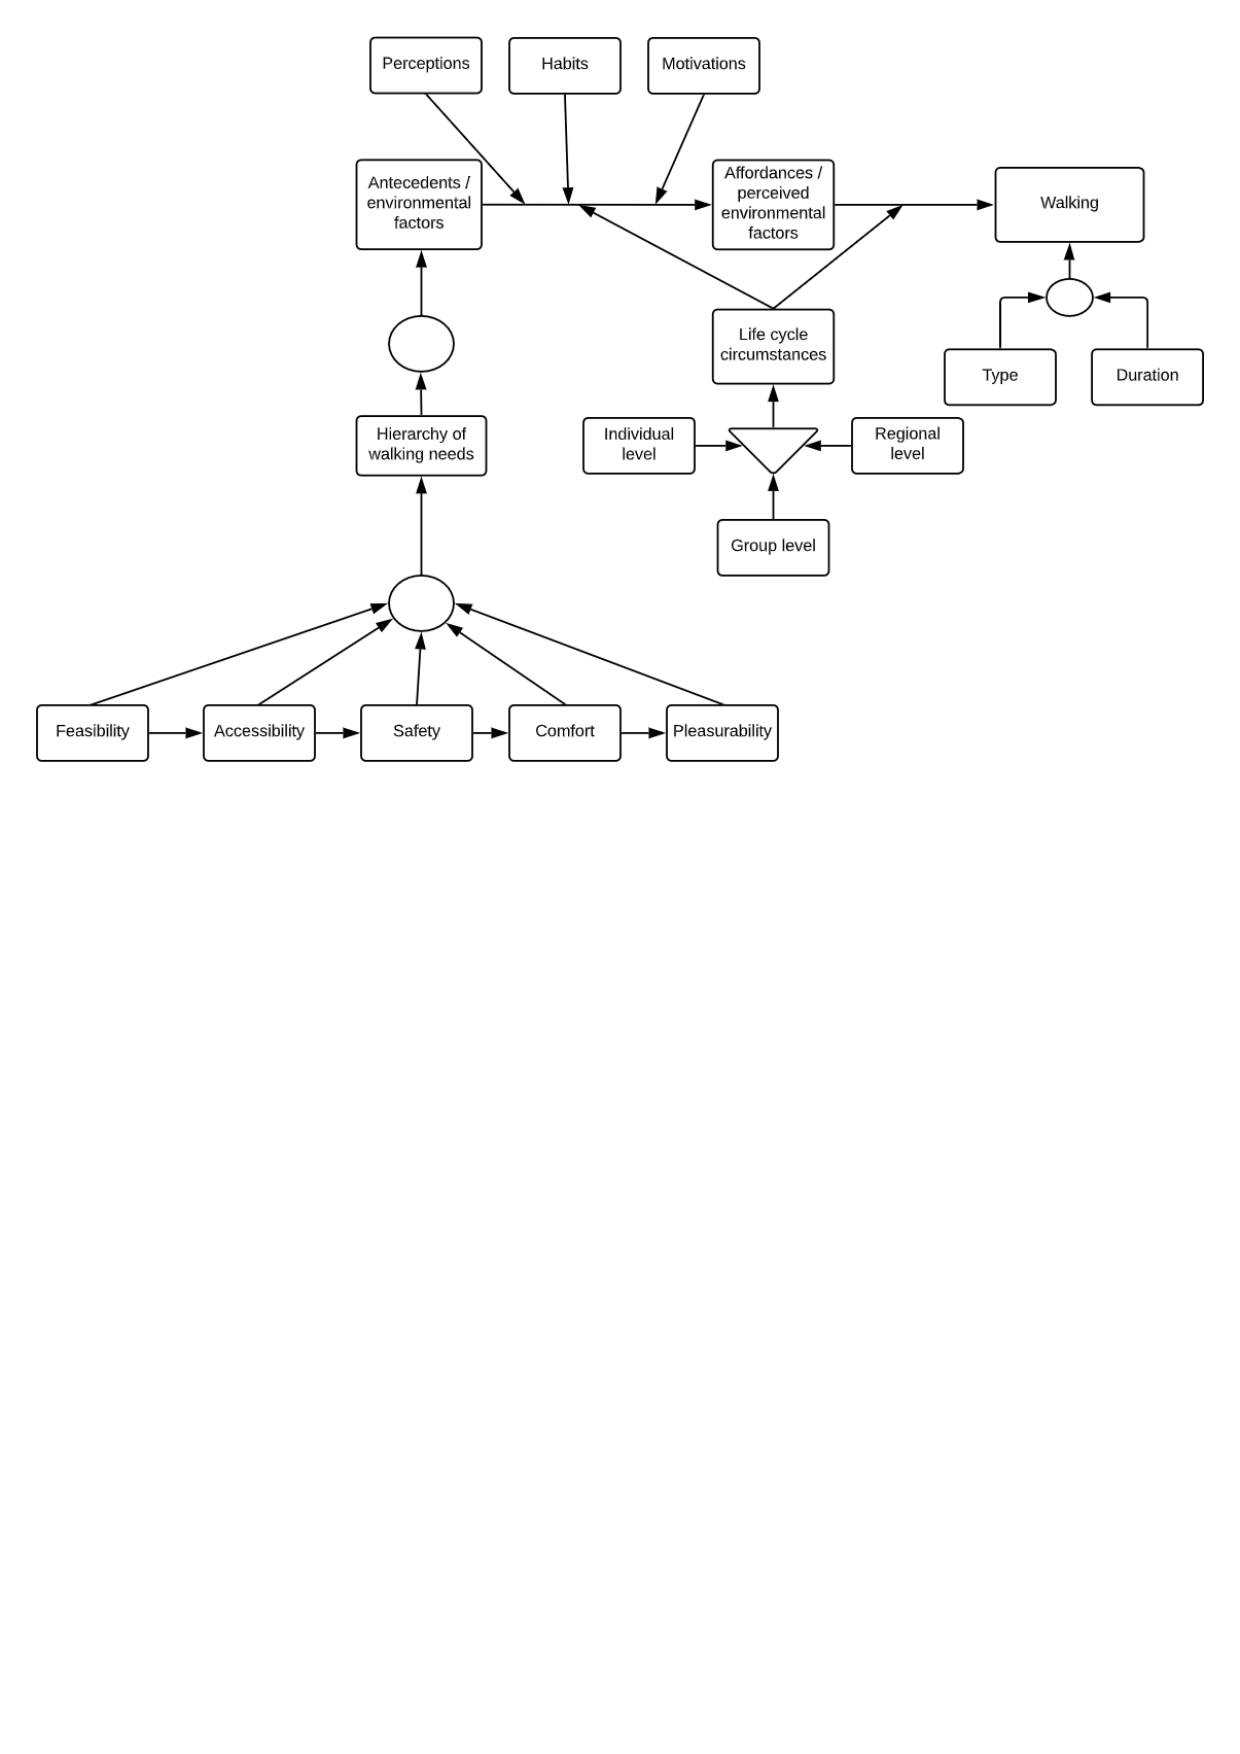 Perceptions
Habits
Motivations
Antecedents /
environmental
factors
Affordances /
perceived
environmental
factors
Walking
Life cycle
circumstances
Type
Duration
Hierarchy of
walking needs
Individual
level
Regional
level
Group level
Feasibility
Accessibility
Safety
Comfort
Pleasurability